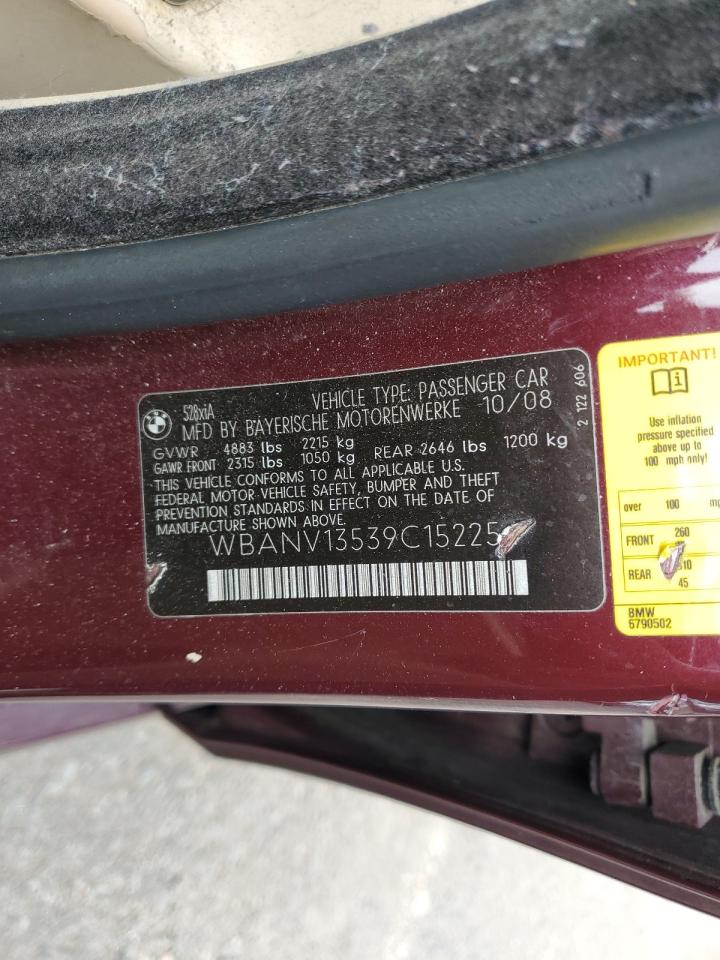 528xiA VEHICLE TYPE: PASSENGER CAR
MFD BY BAYERISCHE MOTORENWERKE 10/08
GVWR 4883 lbs 2215 kg
GAWR FRONT 2315 lbs 1050 kg REAR 2646 lbs 1200 kg
THIS VEHICLE CONFORMS TO ALL APPLICABLE U.S.
FEDERAL MOTOR VEHICLE SAFETY, BUMPER AND THEFT
PREVENTION STANDARDS IN EFFECT ON THE DATE OF
MANUFACTURE SHOWN ABOVE.
WBANV13539C15225
2 122 606
IMPORTANT!
i
Use inflation
pressure specified
above up to
100 mph only!
over 100
FRONT 260
REAR
45
BMW
6790502